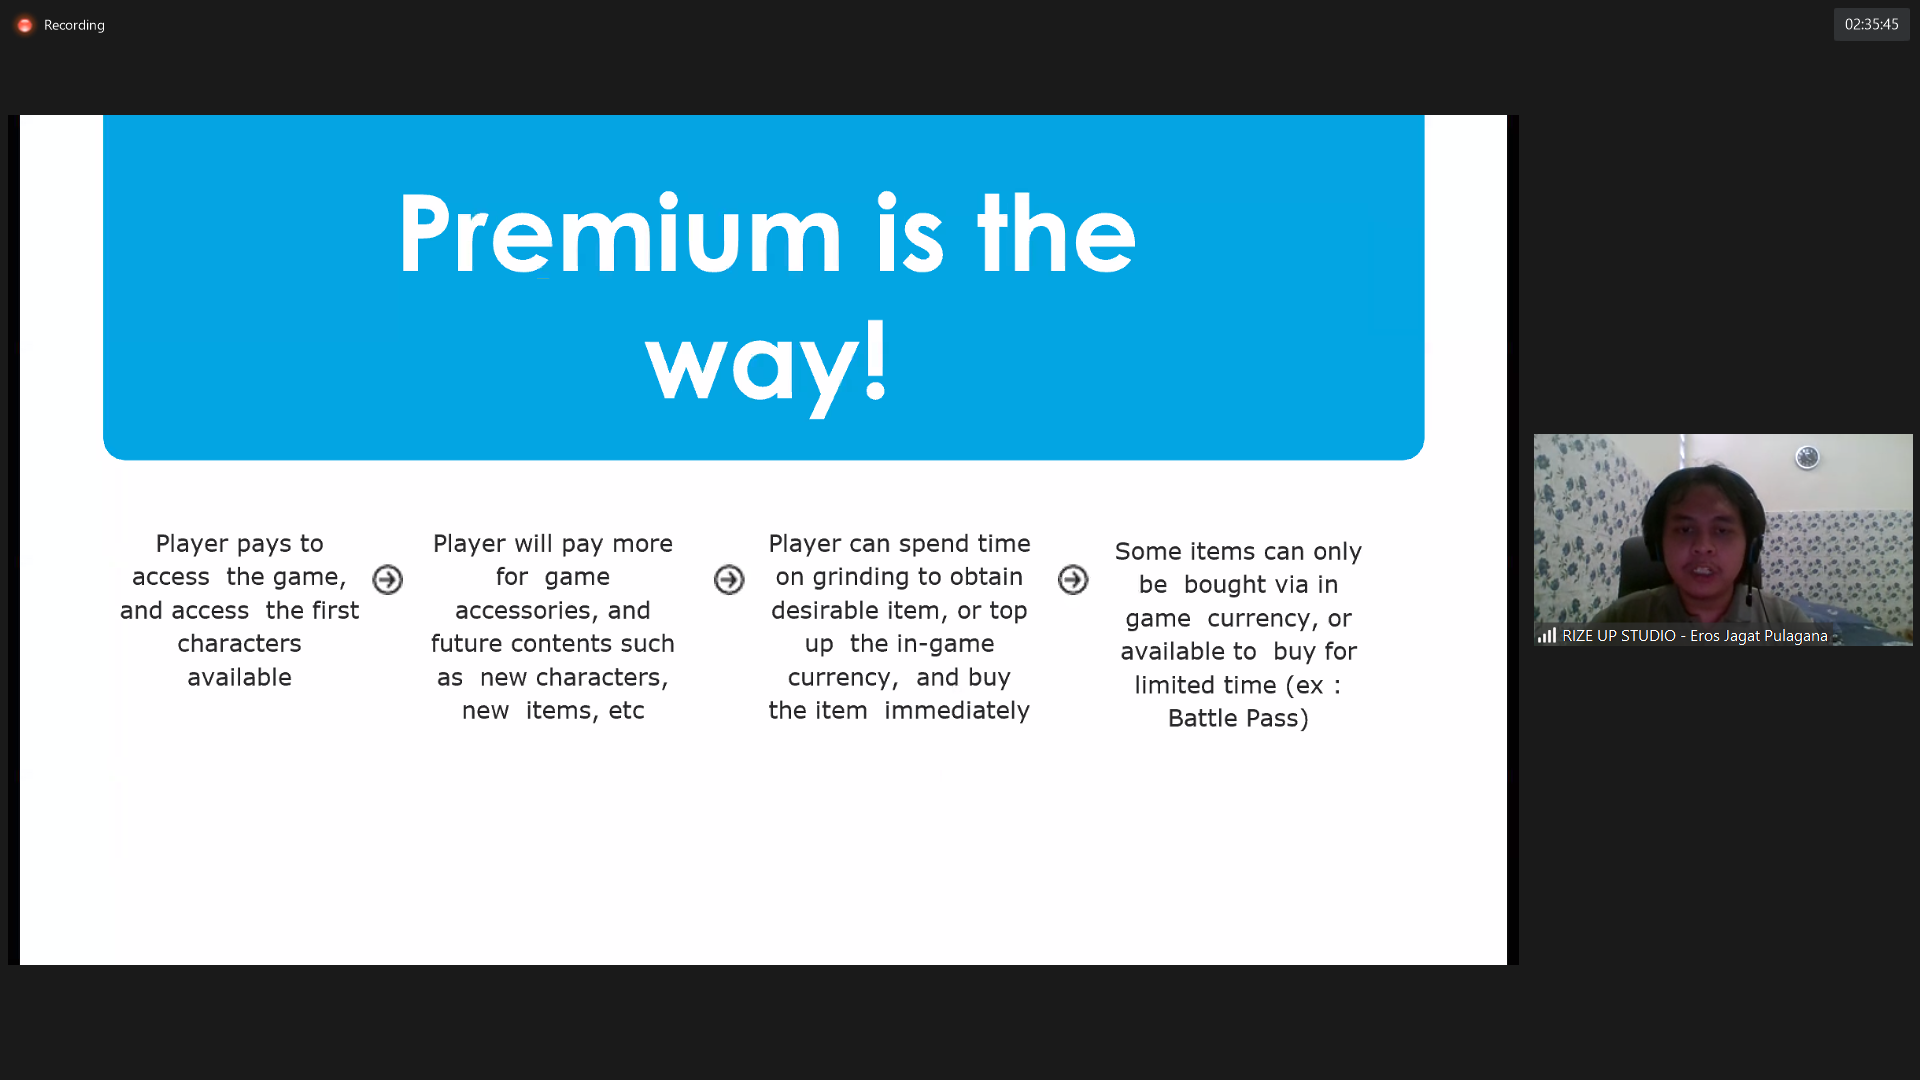 Recording
02:35:45
Premium is the
way!
Player pays to
access the game,
and access the first
characters
available
Player will pay more
for game
accessories, and
future contents such
as new characters,
new items, etc
Player can spend time
on grinding to obtain
desirable item, or top
up the in-game
currency, and buy
the item immediately
Some items can only
be bought via in
game currency, or
available to buy for
limited time (ex :
Battle Pass)
RIZE UP STUDIO - Eros Jagat Pulagana